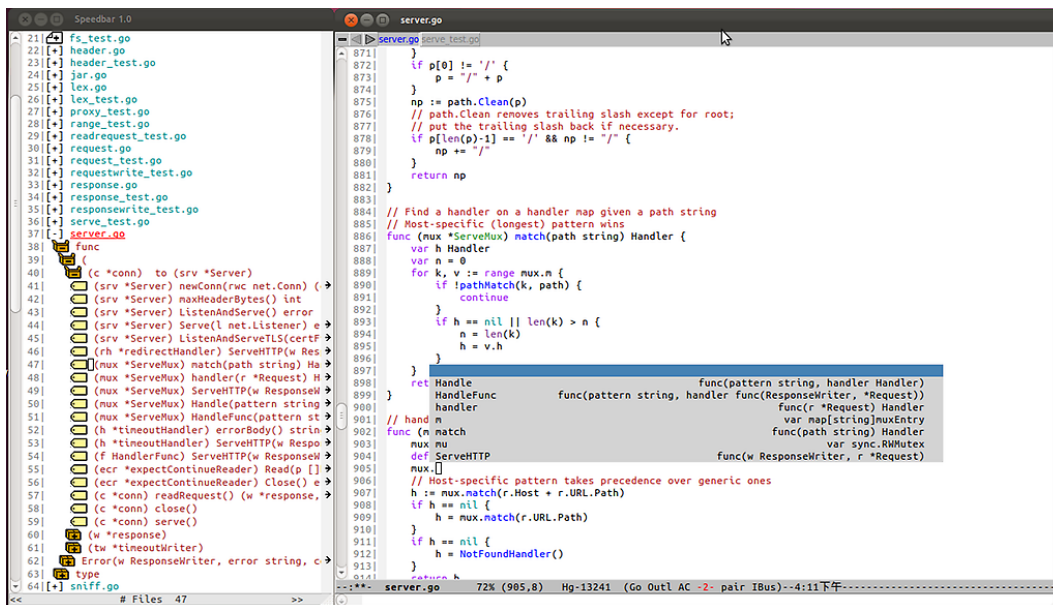 Speedbar 1.0
21| fs_test.go
22|[+] header.go
23|[+] header_test.go
24|[+] jar.go
25|[+] lex.go
26|[+] lex_test.go
27|[+] proxy_test.go
28|[+] range_test.go
29|[+] readrequest_test.go
30|[+] request.go
31|[+] request_test.go
32|[+] requestwrite_test.go
33|[+] response.go
34|[+] response_test.go
35|[+] responsewrite_test.go
36|[+] serve_test.go
37|[-] server.go
38| func
39| (
40| (c *conn) to (srv *Server)
41| (srv *Server) newConn(rwc net.Conn) (
42| (srv *Server) maxHeaderBytes() int
43| (srv *Server) ListenAndServe() error
44| (srv *Server) Serve(l net.Listener) e
45| (srv *Server) ListenAndServeTLS(certF
46| (rh *redirectHandler) ServeHTTP(w Res
47| (mux *ServeMux) match(path string) Ha
48| (mux *ServeMux) handler(r *Request) H
49| (mux *ServeMux) ServeHTTP(w ResponseW
50| (mux *ServeMux) Handle(pattern string
51| (mux *ServeMux) HandleFunc(pattern st
52| (h *timeoutHandler) errorBody() strin
53| (h *timeoutHandler) ServeHTTP(w Respo
54| (f HandlerFunc) ServeHTTP(w ResponseW
55| (ecr *expectContinueReader) Read(p []
56| (ecr *expectContinueReader) Close() e
57| (c *conn) readRequest() (w *response,
58| (c *conn) close()
59| (c *conn) serve()
60| (w *response)
61| (tw *timeoutWriter)
62| Error(w ResponseWriter, error string, c
63| type
64|[+] sniff.go
<< # Files 47 >>
server.go
server.go serve_test.go
871| }
872| if p[0] != '/' {
873| p = "/" + p
874| }
875| np := path.Clean(p)
876| // path.Clean removes trailing slash except for root;
877| // put the trailing slash back if necessary.
878| if p[len(p)-1] == '/' && np != "/" {
879| np += "/"
880| }
881| return np
882| }
883|
884| // Find a handler on a handler map given a path string
885| // Most-specific (longest) pattern wins
886| func (mux *ServeMux) match(path string) Handler {
887| var h Handler
888| var n = 0
889| for k, v := range mux.m {
890| if !pathMatch(k, path) {
891| continue
892| }
893| if h == nil || len(k) > n {
894| n = len(k)
895| h = v.h
896| }
897| }
898| ret Handle func(pattern string, handler Handler)
899| } HandleFunc func(pattern string, handler func(ResponseWriter, *Request))
900| handler func(r *Request) Handler
901| // hand m var map[string]muxEntry
902| func (m match func(path string) Handler
903| mux mu var sync.RWMutex
904| def ServeHTTP func(w ResponseWriter, r *Request)
905| mux.
906| // Host-specific pattern takes precedence over generic ones
907| h := mux.match(r.Host + r.URL.Path)
908| if h == nil {
909| h = mux.match(r.URL.Path)
910| }
911| if h == nil {
912| h = NotFoundHandler()
913| }
914| return h
--:**- server.go 72% (905,8) Hg-13241 (Go Outl AC -2- pair IBus)--4:11下午